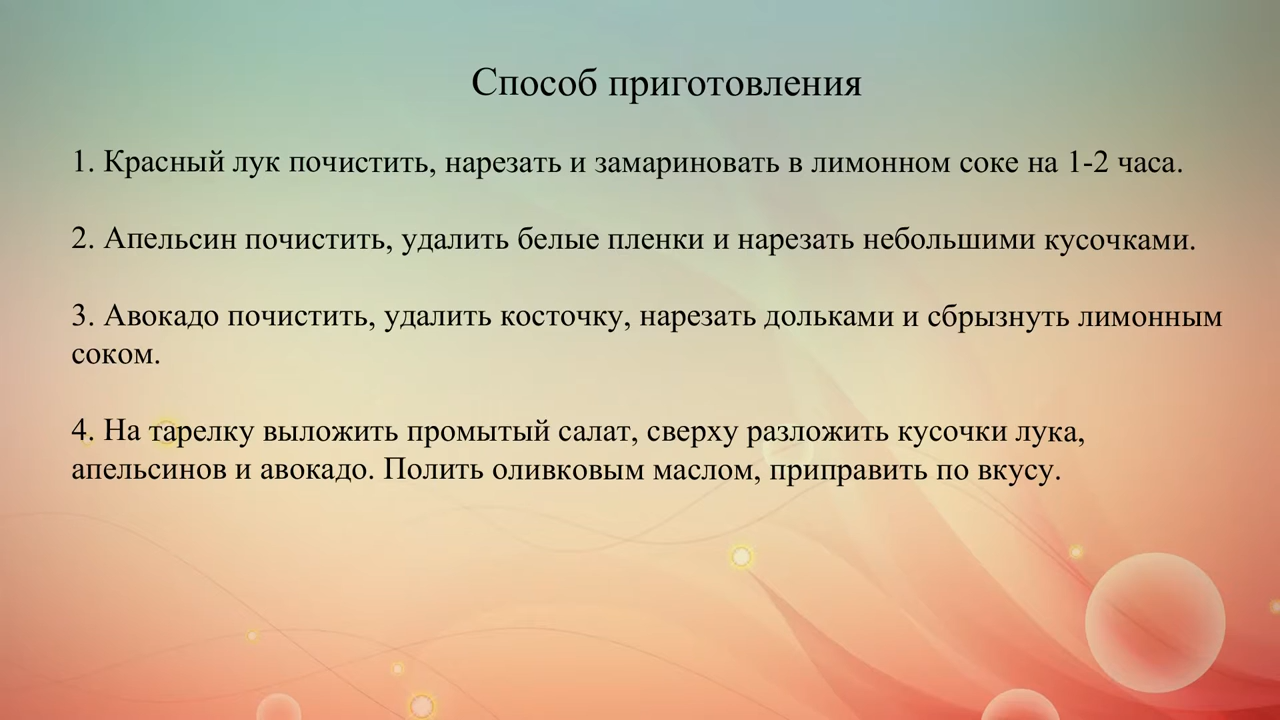 Способ приготовления
1. Красный лук почистить, нарезать и замариновать в лимонном соке на 1-2 часа.
2. Апельсин почистить, удалить белые пленки и нарезать небольшими кусочками.
3. Авокадо почистить, удалить косточку, нарезать дольками и сбрызнуть лимонным
соком.
4. На тарелку выложить промытый салат, сверху разложить кусочки лука,
апельсинов и авокадо. Полить оливковым маслом, приправить по вкусу.